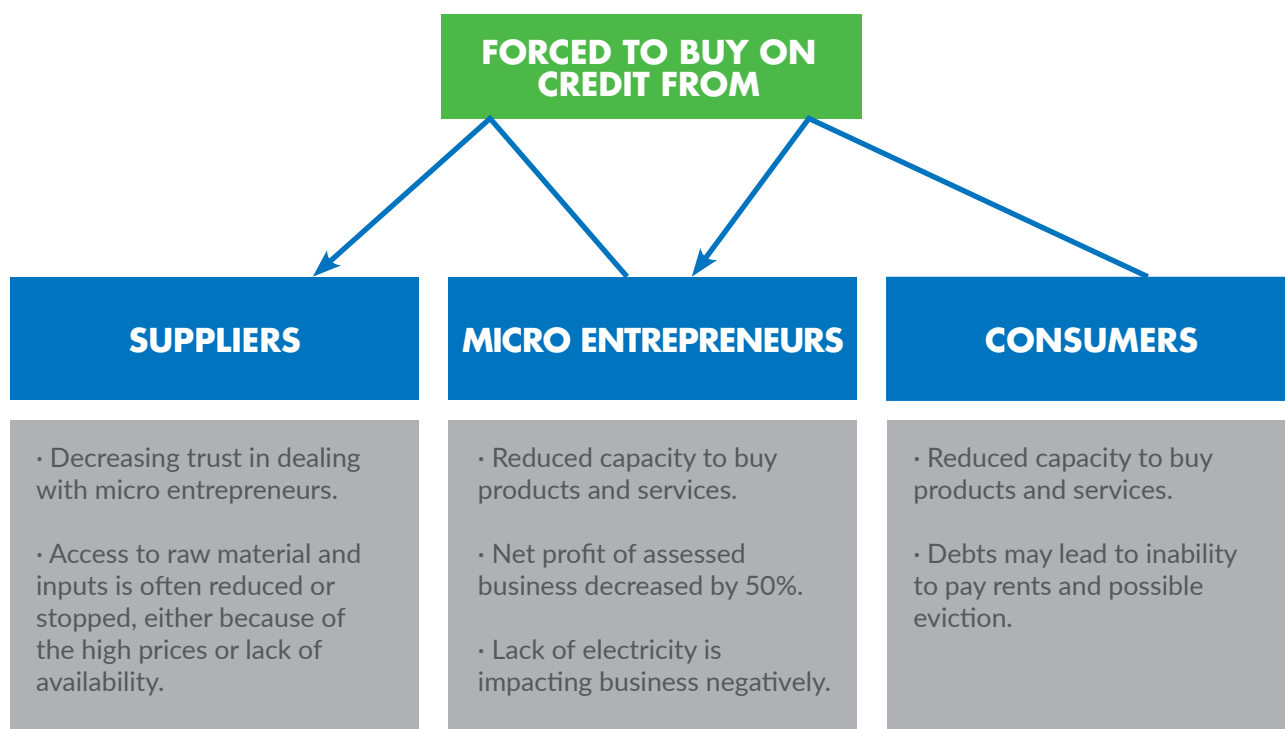 FORCED TO BUY ON
CREDIT FROM
SUPPLIERS
MICRO ENTREPRENEURS
CONSUMERS
· Decreasing trust in dealing
with micro entrepreneurs.
· Access to raw material and
inputs is often reduced or
stopped, either because of
the high prices or lack of
availability.
· Reduced capacity to buy
products and services.
· Net profit of assessed
business decreased by 50%.
· Lack of electricity is
impacting business negatively.
· Reduced capacity to buy
products and services.
· Debts may lead to inability
to pay rents and possible
eviction.